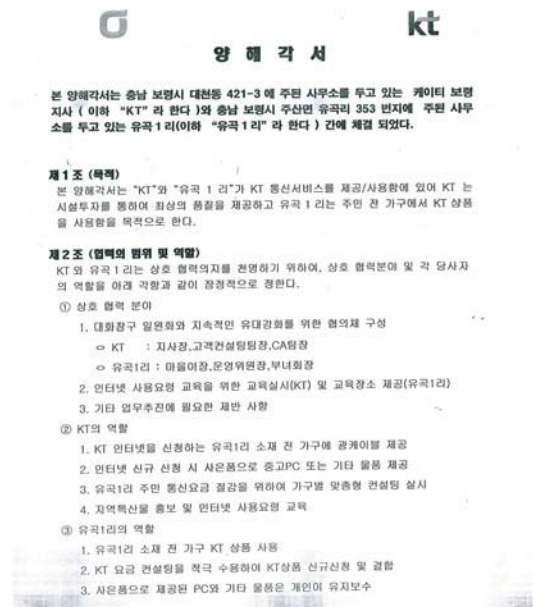 kt
양 해 각 서
본 양해각서는 충남 보령시 대천동 421-3 에 주된 사무소를 두고 있는 케이티 보령
지사 ( 이하 “KT” 라 한다 )와 충남 보령시 주산면 유곡리 353 번지에 주된 사무
소를 두고 있는 유곡 1 리(이하 “유곡 1 리” 라 한다 ) 간에 체결 되었다.
제 1 조 (목적)
본 양해각서는 “KT”와 “유곡 1 리”가 KT 통신서비스를 제공/사용함에 있어 KT 는
시설투자를 통하여 최상의 품질을 제공하고 유곡 1 리는 주민 전 가구에서 KT 상품
을 사용함을 목적으로 한다.
제 2 조 (협력의 범위 및 역할)
KT 와 유곡 1 리는 상호 협력의지를 천명하기 위하여, 상호 협력분야 및 각 당사자
의 역할을 아래 각항과 같이 잠정적으로 정한다.
① 상호 협력 분야
1. 대화창구 일원화와 지속적인 유대강화를 위한 협의체 구성
○ KT : 지사장,고객컨설팅팀장,CA팀장
○ 유곡1리 : 마을이장,운영위원장,부녀회장
2. 인터넷 사용요령 교육을 위한 교육실시(KT) 및 교육장소 제공(유곡1리)
3. 기타 업무추진에 필요한 제반 사항
② KT의 역할
1. KT 인터넷을 신청하는 유곡1리 소재 전 가구에 광케이블 제공
2. 인터넷 신규 신청 시 사은품으로 중고PC 또는 기타 물품 제공
3. 유곡1리 주민 통신요금 절감을 위하여 가구별 맞춤형 컨설팅 실시
4. 지역특산물 홍보 및 인터넷 사용요령 교육
③ 유곡1리의 역할
1. 유곡1리 소재 전 가구 KT 상품 사용
2. KT 요금 컨설팅을 적극 수용하여 KT상품 신규신청 및 결합
3. 사은품으로 제공된 PC와 기타 물품은 개인이 유지보수